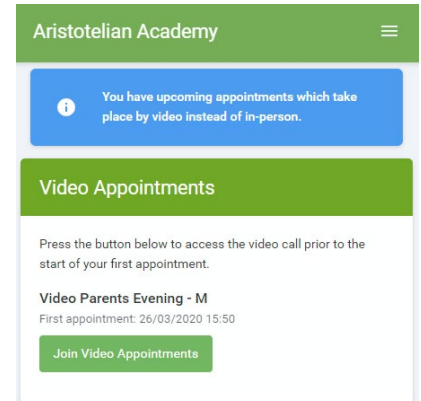 Aristotelian Academy
You have upcoming appointments which take
place by video instead of in-person.
Video Appointments
Press the button below to access the video call prior to the
start of your first appointment.
Video Parents Evening - M
First appointment: 26/03/2020 15:50
Join Video Appointments